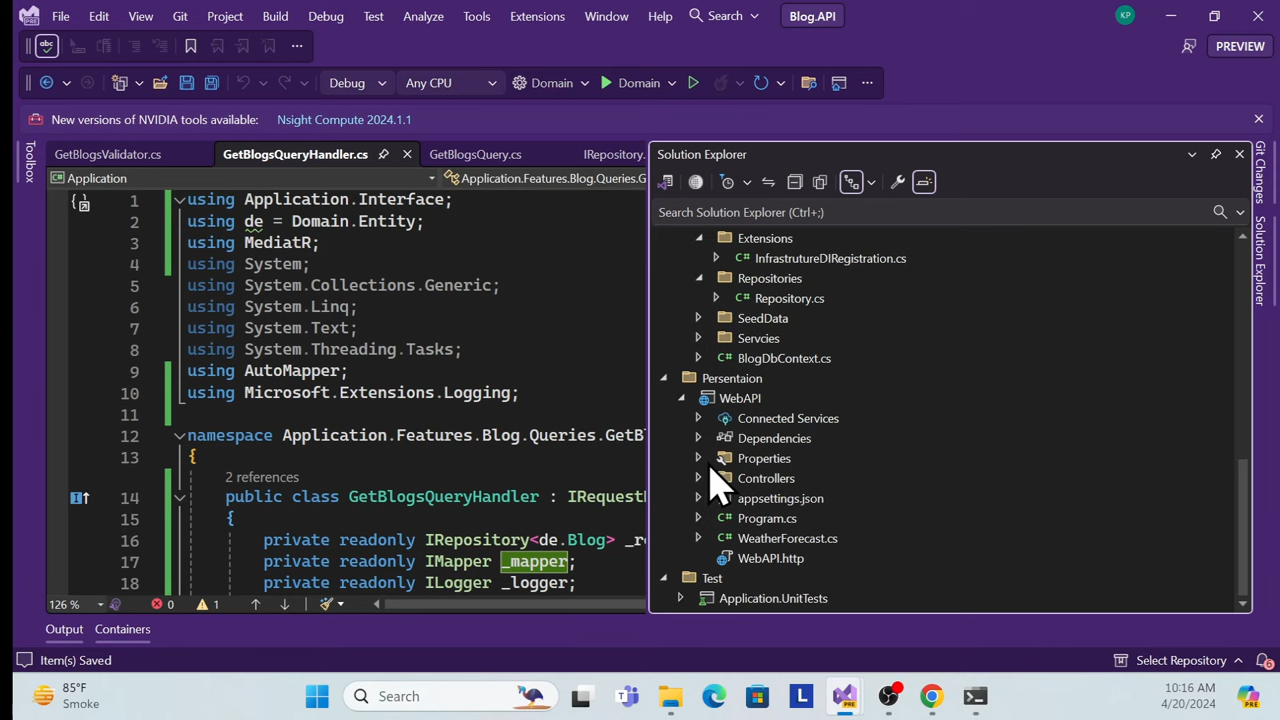 File Edit View Git Project Build Debug Test Analyze Tools Extensions Window Help Search Blog.API KP
abc PREVIEW
Debug Any CPU Domain Domain
New versions of NVIDIA tools available: Nsight Compute 2024.1.1
Toolbox
GetBlogsValidator.cs GetBlogsQueryHandler.cs GetBlogsQuery.cs IRepository.
Application Application.Features.Blog.Queries.G
1 using Application.Interface;
2 using de = Domain.Entity;
3 using MediatR;
4 using System;
5 using System.Collections.Generic;
6 using System.Linq;
7 using System.Text;
8 using System.Threading.Tasks;
9 using AutoMapper;
10 using Microsoft.Extensions.Logging;
11
12 namespace Application.Features.Blog.Queries.GetB
13 {
2 references
14 public class GetBlogsQueryHandler : IRequestH
15 {
16 private readonly IRepository<de.Blog> _r
17 private readonly IMapper _mapper;
18 private readonly ILogger _logger;
126 % 0 1
Solution Explorer
Search Solution Explorer (Ctrl+;)
Extensions
C# InfrastrutureDIRegistration.cs
Repositories
C# Repository.cs
SeedData
Servcies
C# BlogDbContext.cs
Persentaion
WebAPI
Connected Services
Dependencies
Properties
Controllers
appsettings.json
C# Program.cs
C# WeatherForecast.cs
WebAPI.http
Test
Application.UnitTests
Git Changes
Solution Explorer
Output Containers
Item(s) Saved Select Repository 6
85°F
Smoke
Search
L
PRE
10:16 AM
4/20/2024
PRE